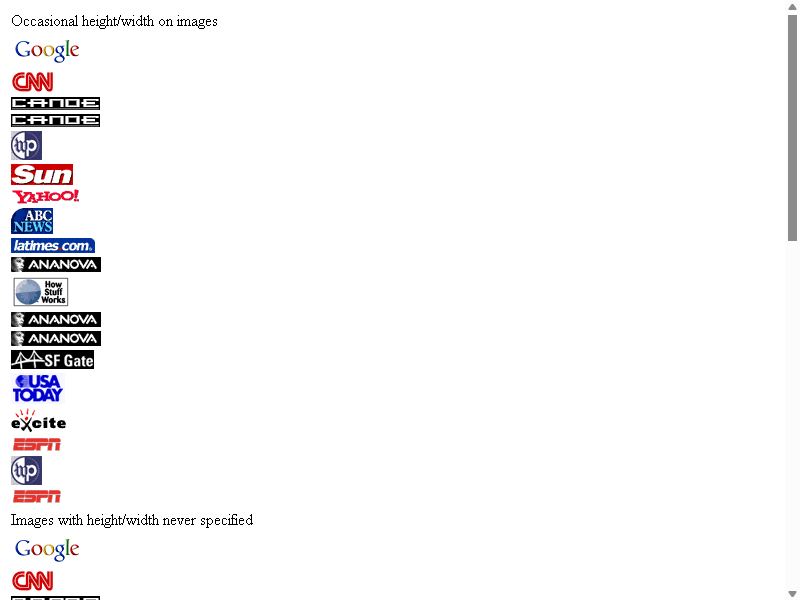 Occasional height/width on images
Google
CNN
CANOE
CANOE
wp
Sun
YAHOO!
ABC
NEWS
latimes.com
ANANOVA
How
Stuff
Works
ANANOVA
ANANOVA
SF Gate
USA
TODAY
excite
ESPN
wp
ESPN
Images with height/width never specified
Google
CNN